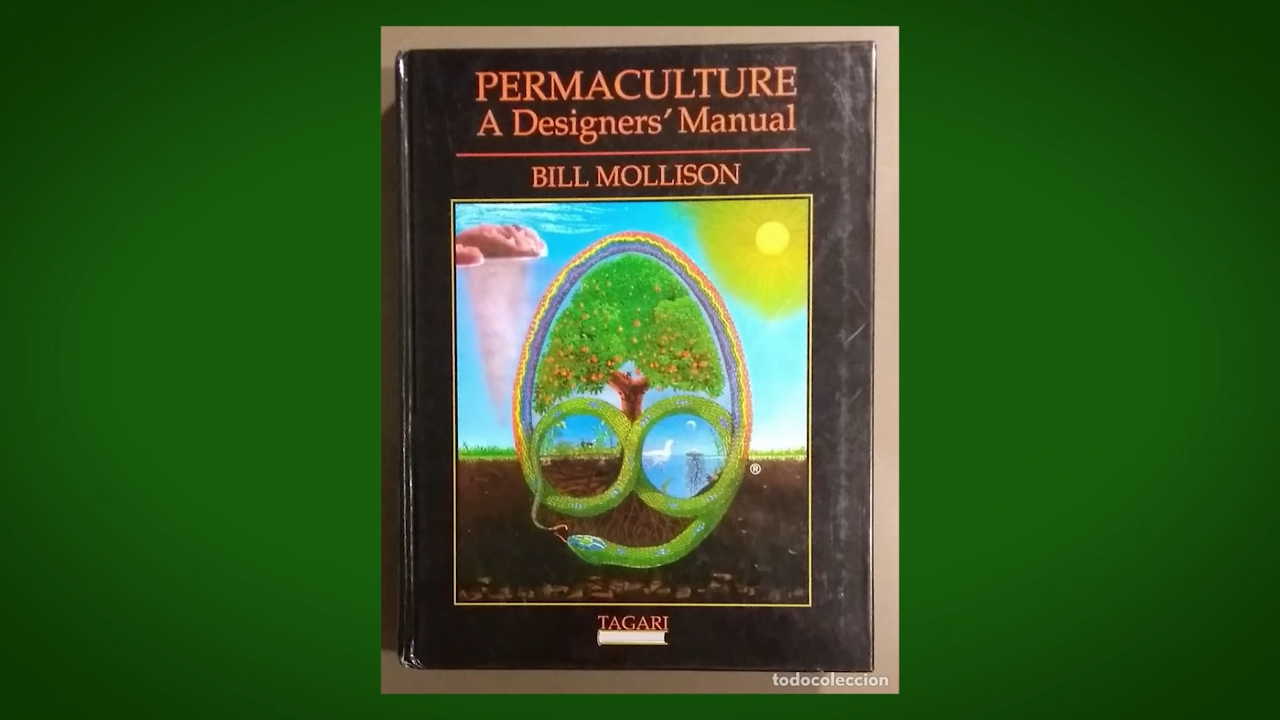 PERMACULTURE
A Designers' Manual
BILL MOLLISON
®
TAGARI
todocoleccion